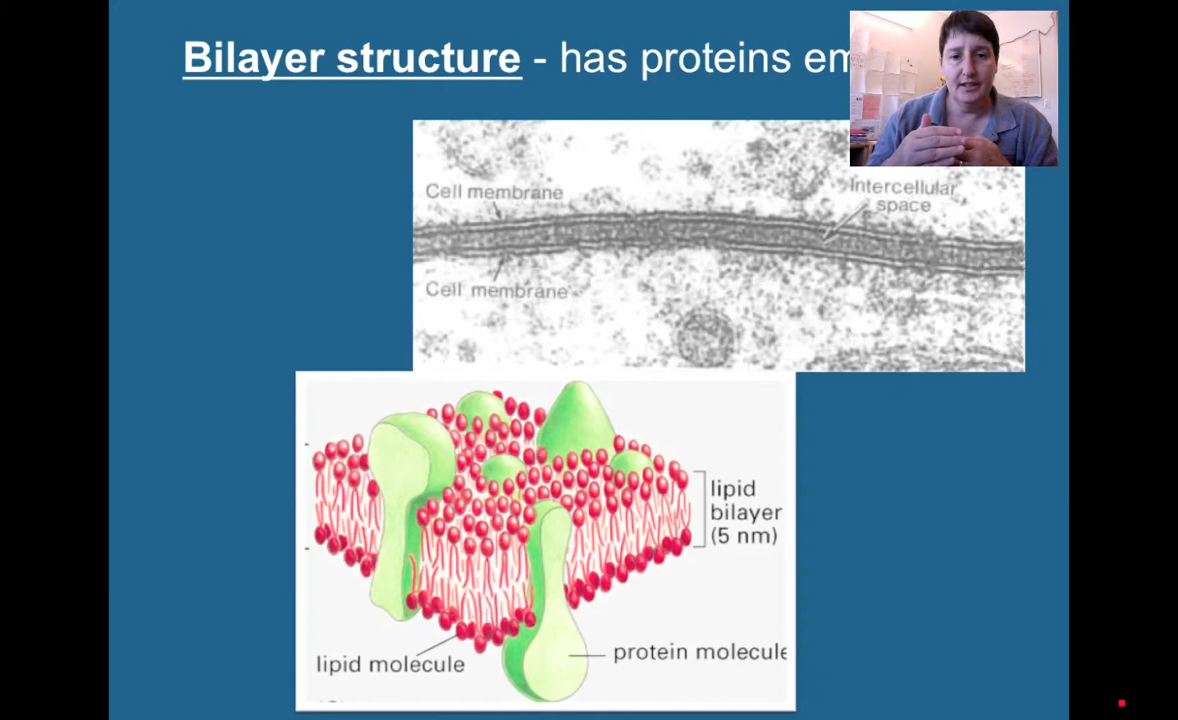 Bilayer structure - has proteins em
Cell membrane
Intercellular
space
Cell membrane
lipid
bilayer
(5 nm)
lipid molecule
protein molecule